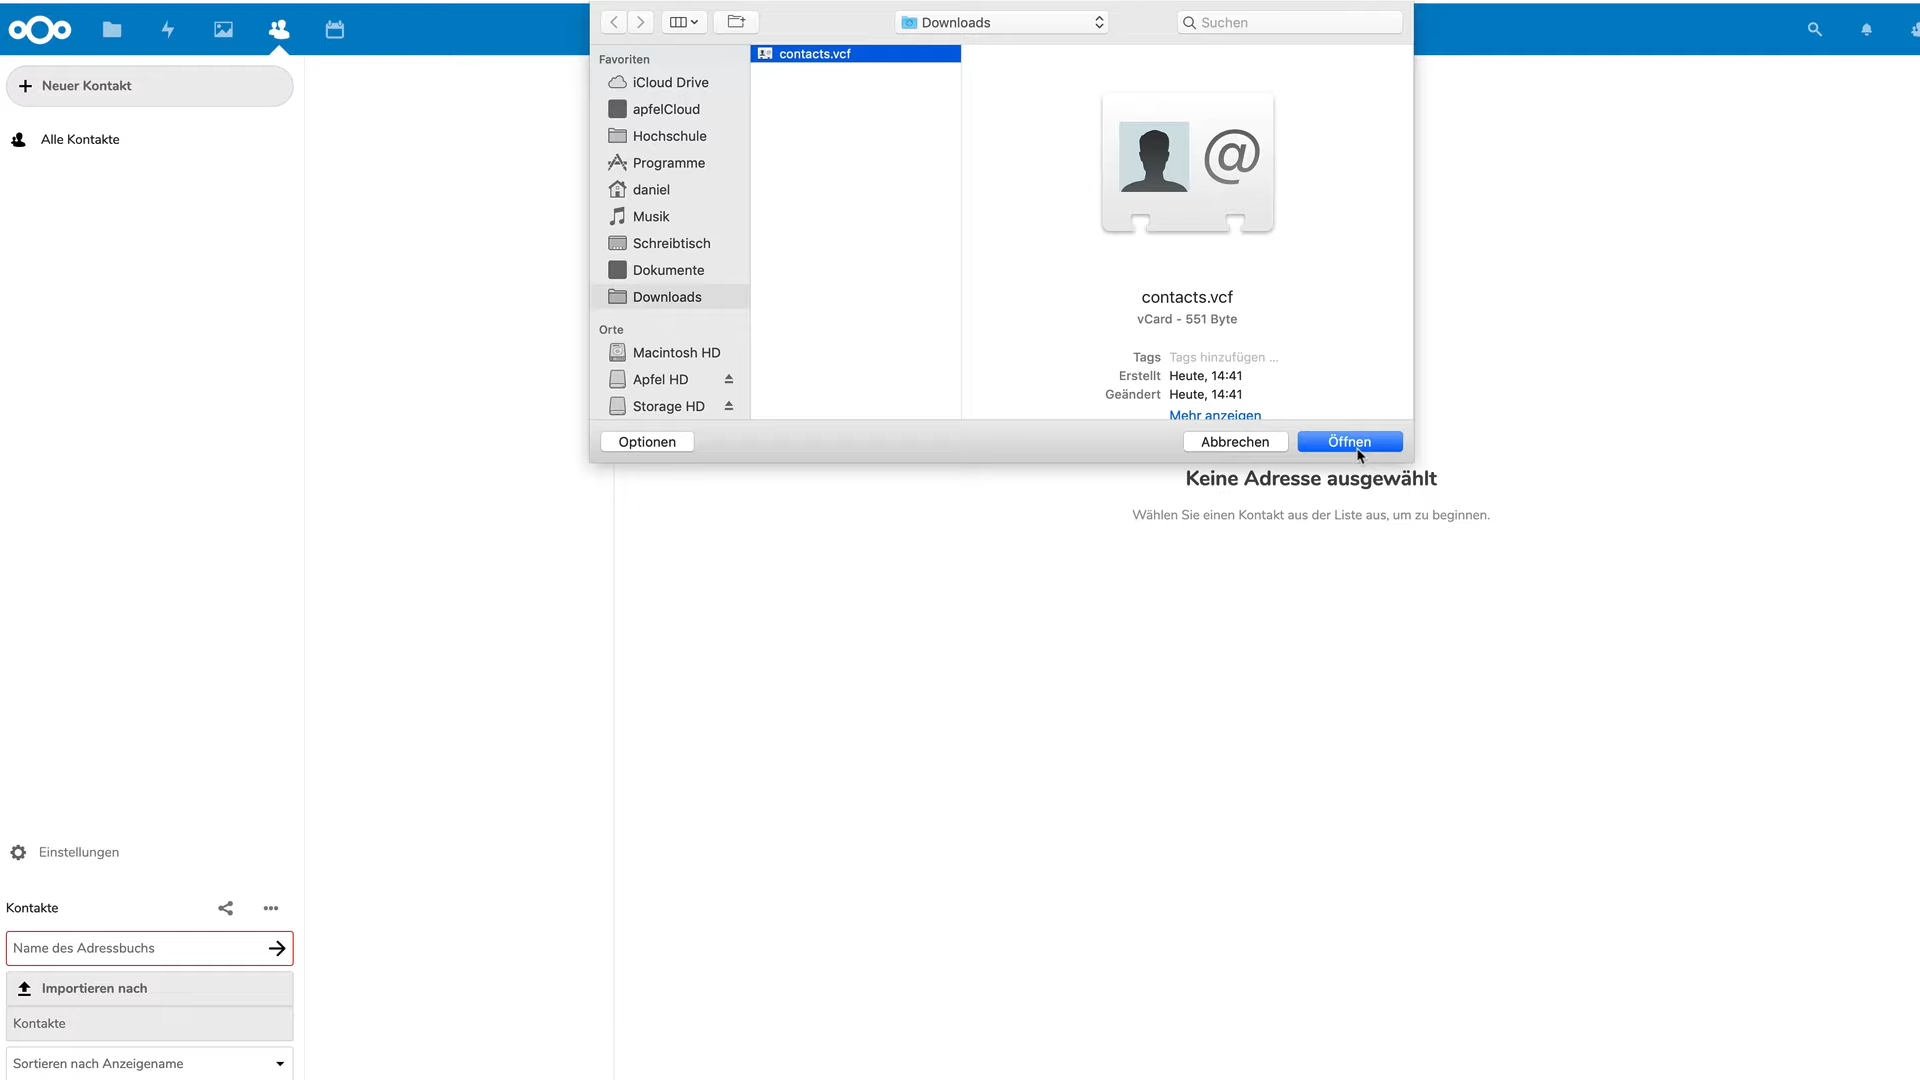 Downloads
Suchen
Neuer Kontakt
Alle Kontakte
Favoriten
iCloud Drive
apfelCloud
Hochschule
Programme
daniel
Musik
Schreibtisch
Dokumente
Downloads
Orte
Macintosh HD
Apfel HD
Storage HD
contacts.vcf
@
contacts.vcf
vCard - 551 Byte
Tags Tags hinzufügen ...
Erstellt Heute, 14:41
Geändert Heute, 14:41
Mehr anzeigen
Optionen
Abbrechen
Öffnen
Keine Adresse ausgewählt
Wählen Sie einen Kontakt aus der Liste aus, um zu beginnen.
Einstellungen
Kontakte
Name des Adressbuchs
Importieren nach
Kontakte
Sortieren nach Anzeigename